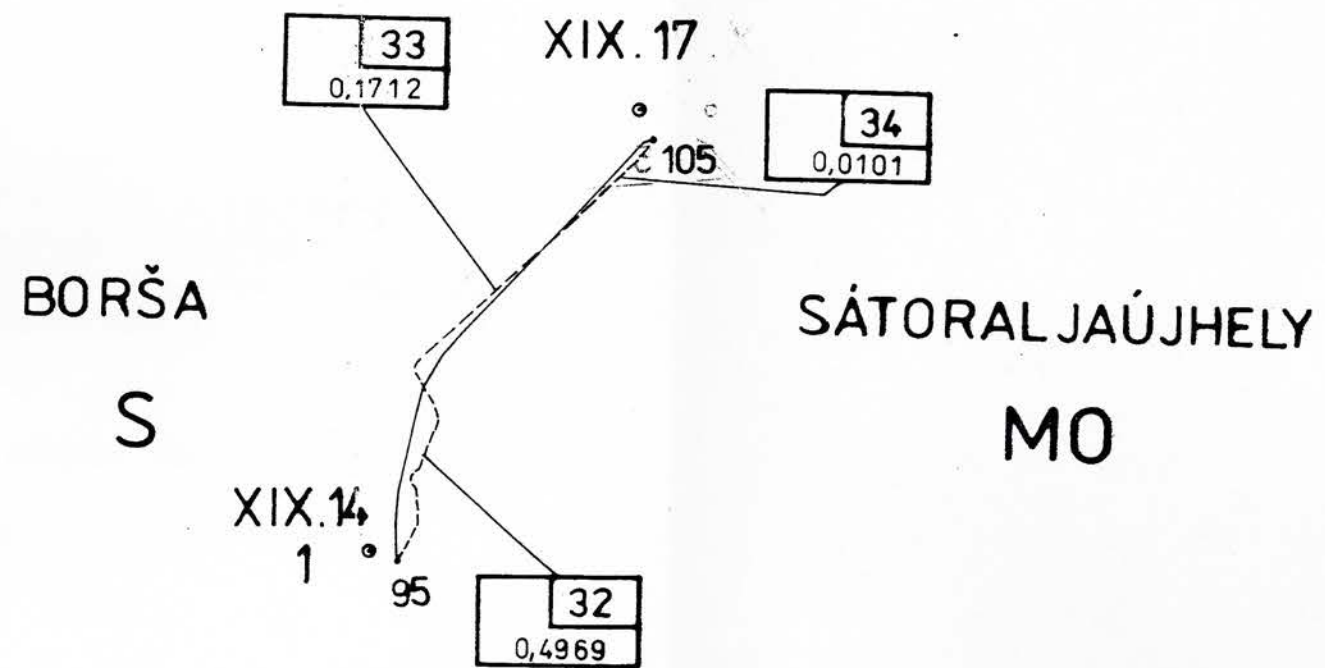 33
0,1712
XIX. 17
34
0,0101
105
BORŠA
SÁTORALJAÚJHELY
S
MO
XIX. 14
1
95
32
0,4969